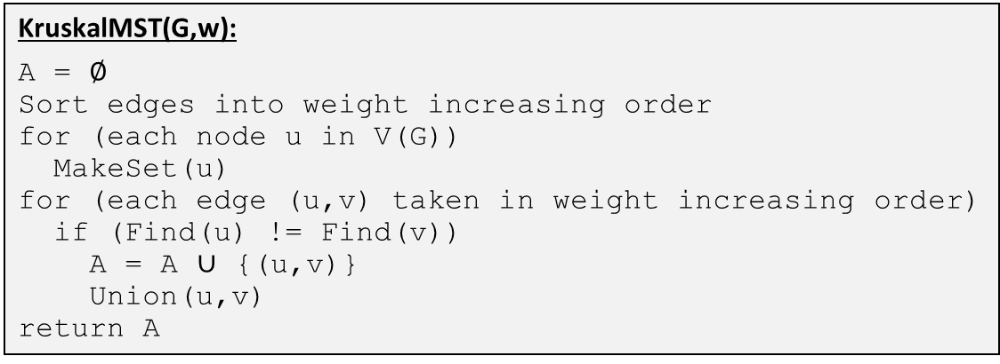 KruskalMST(G,w):
A = ∅
Sort edges into weight increasing order
for (each node u in V(G))
  MakeSet(u)
for (each edge (u,v) taken in weight increasing order)
  if (Find(u) != Find(v))
    A = A ∪ {(u,v)}
    Union(u,v)
return A